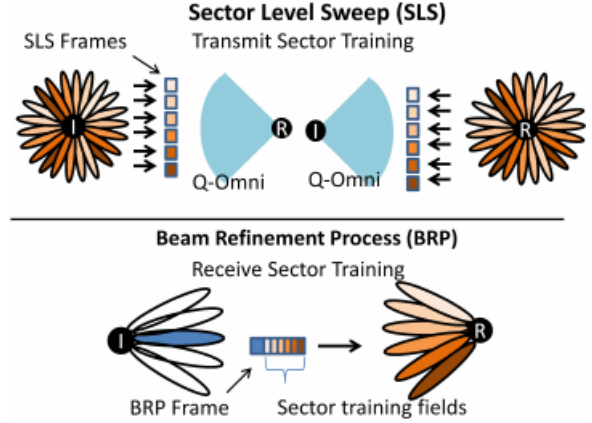 Sector Level Sweep (SLS)
SLS Frames
Transmit Sector Training
I
R
I
R
Q-Omni
Q-Omni
Beam Refinement Process (BRP)
Receive Sector Training
I
R
BRP Frame
Sector training fields